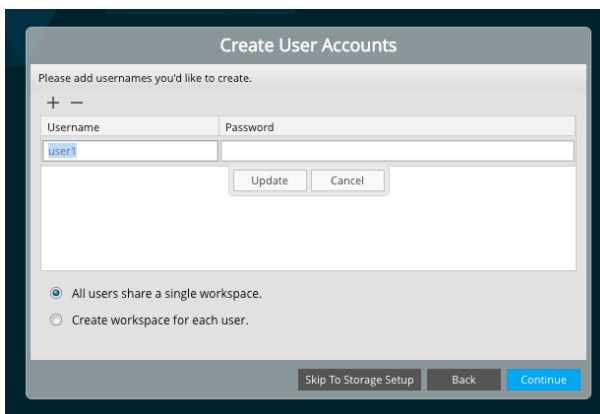 Create User Accounts
Please add usernames you'd like to create.
+ −
Username Password
user1
Update Cancel
All users share a single workspace.
Create workspace for each user.
Skip To Storage Setup Back Continue